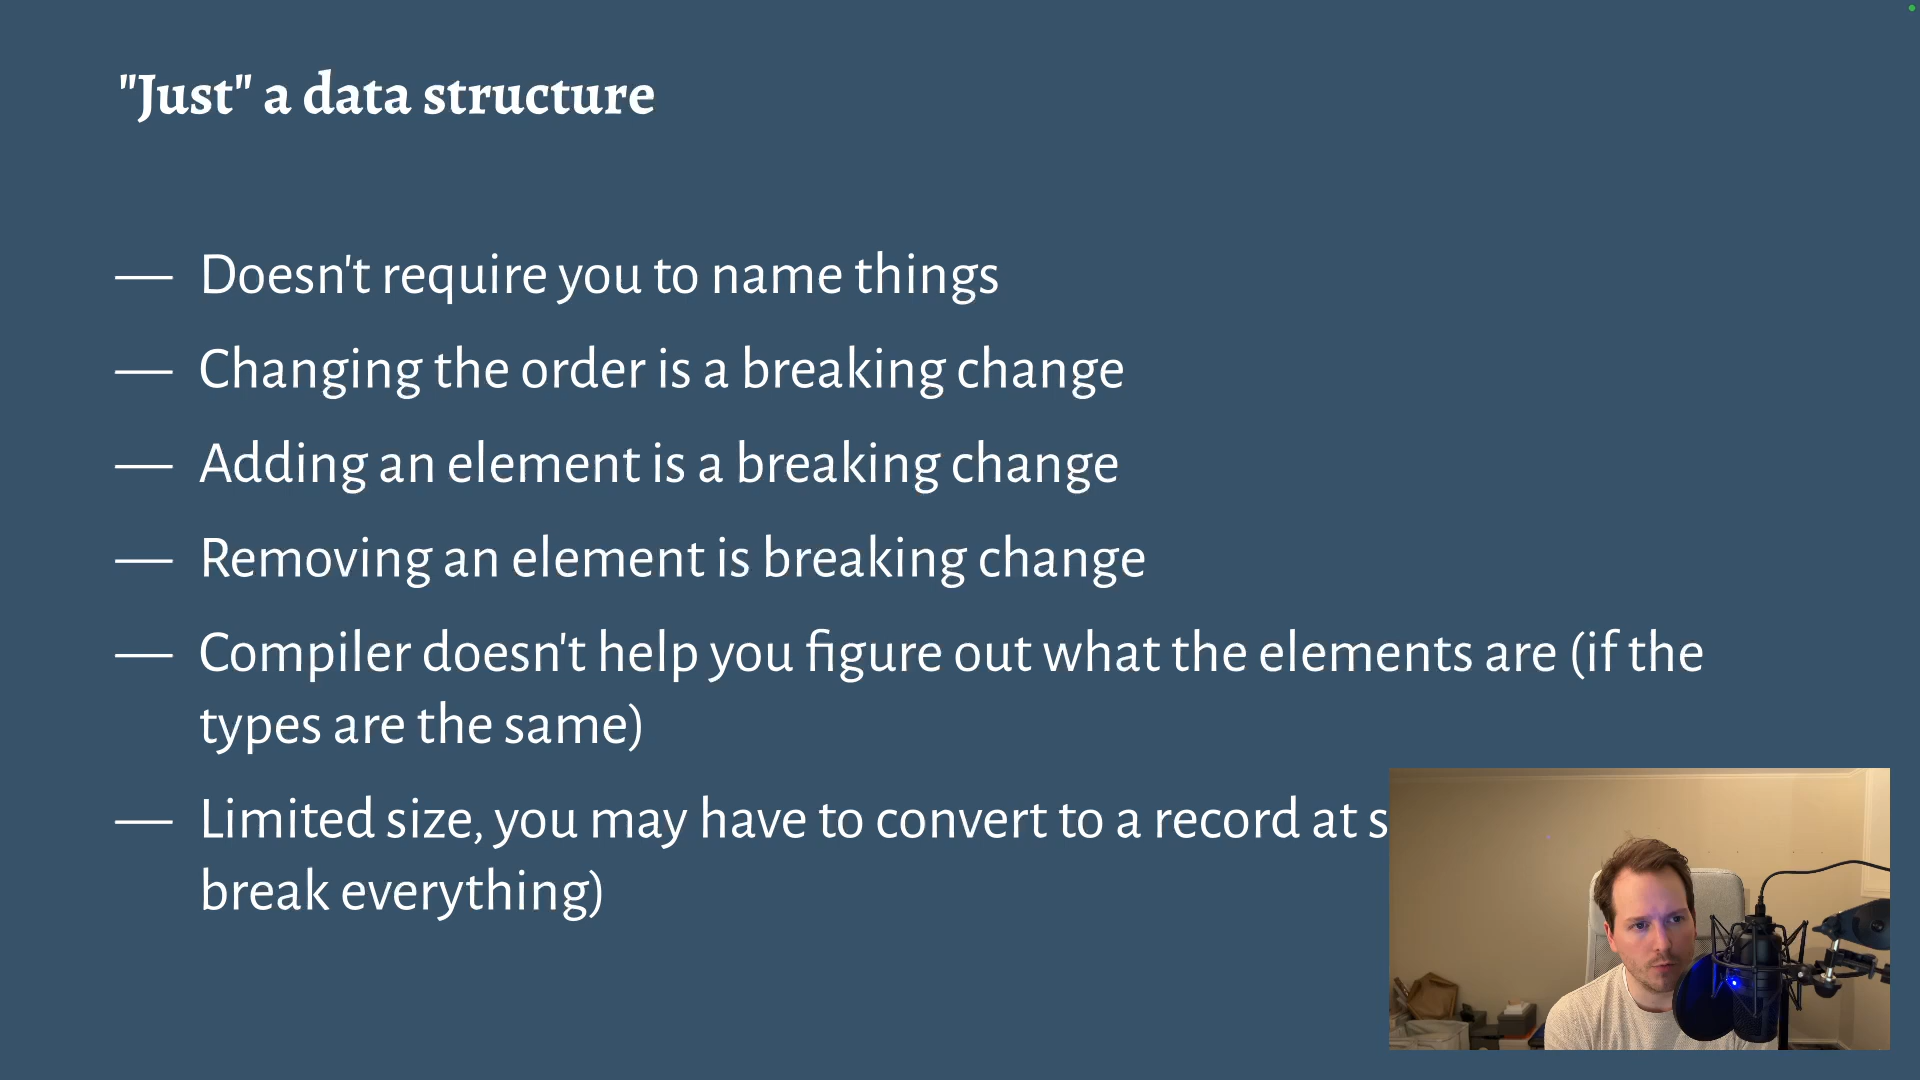 "Just" a data structure
— Doesn't require you to name things
— Changing the order is a breaking change
— Adding an element is a breaking change
— Removing an element is breaking change
— Compiler doesn't help you figure out what the elements are (if the
types are the same)
— Limited size, you may have to convert to a record at
break everything)